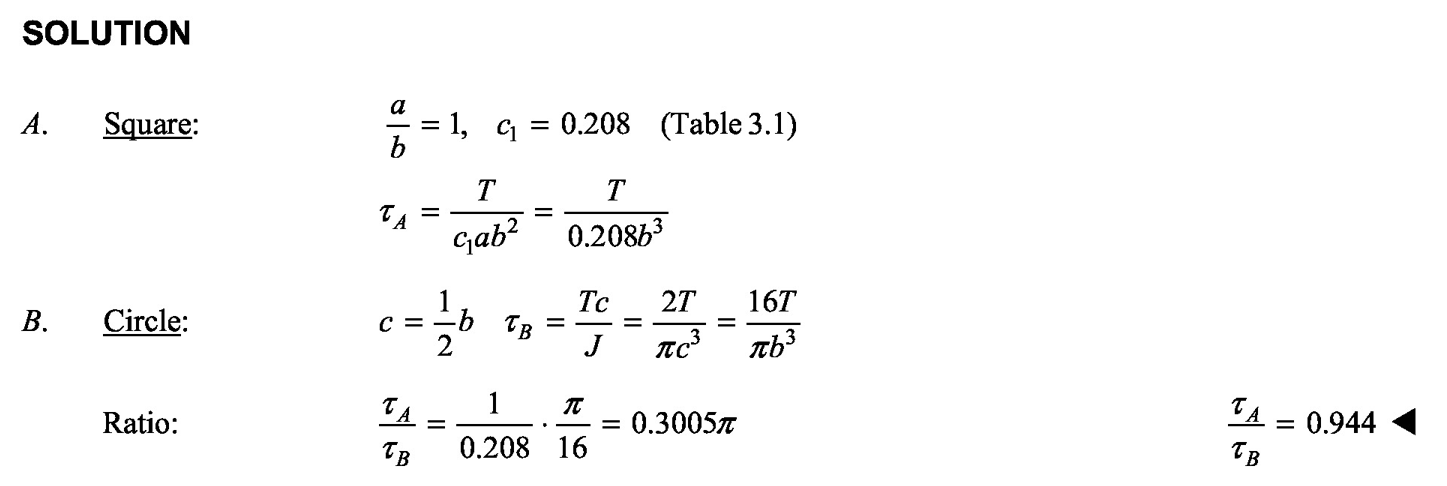 SOLUTION
A. Square: a/b = 1, c₁ = 0.208 (Table 3.1)
τ_A = T/(c₁ab²) = T/(0.208b³)
B. Circle: c = 1/2 b τ_B = Tc/J = 2T/(πc³) = 16T/(πb³)
Ratio: τ_A/τ_B = 1/0.208 · π/16 = 0.3005π τ_A/τ_B = 0.944 ◀